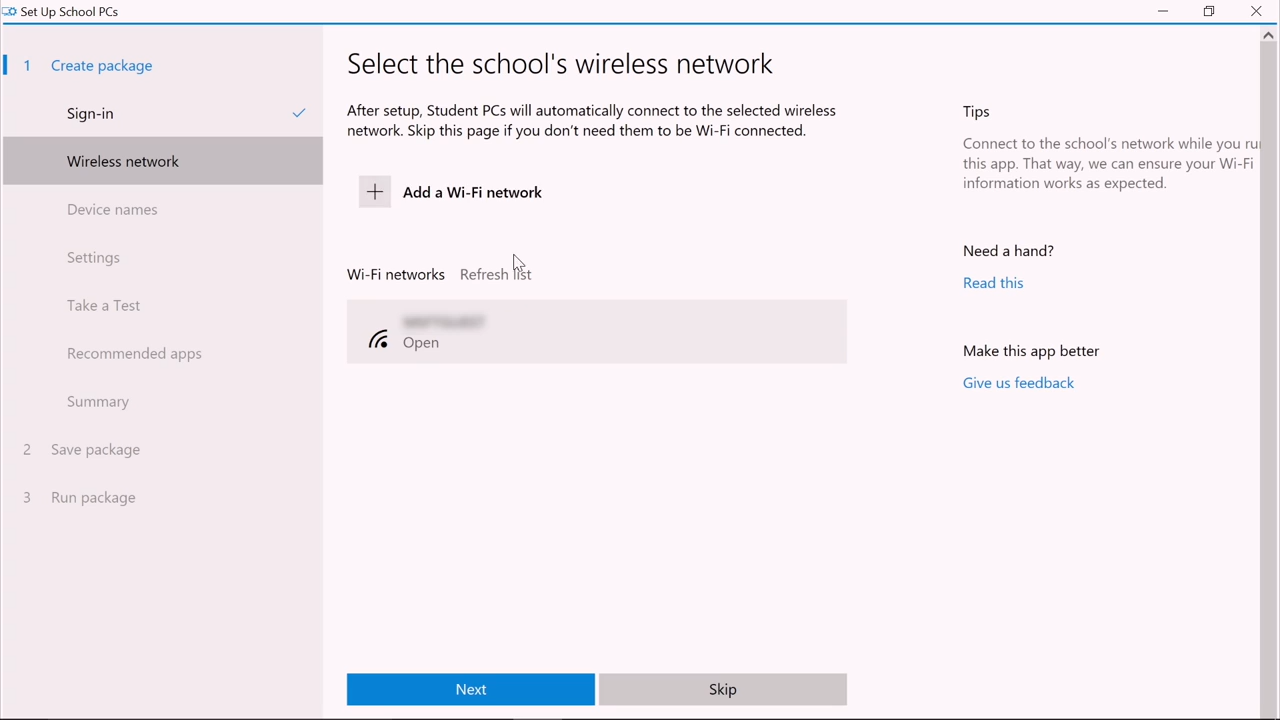 Set Up School PCs
1 Create package
Sign-in
Wireless network
Device names
Settings
Take a Test
Recommended apps
Summary
2 Save package
3 Run package
Select the school's wireless network
After setup, Student PCs will automatically connect to the selected wireless
network. Skip this page if you don't need them to be Wi-Fi connected.
Add a Wi-Fi network
Wi-Fi networks Refresh list
Open
Next Skip
Tips
Connect to the school's network while you ru
this app. That way, we can ensure your Wi-Fi
information works as expected.
Need a hand?
Read this
Make this app better
Give us feedback